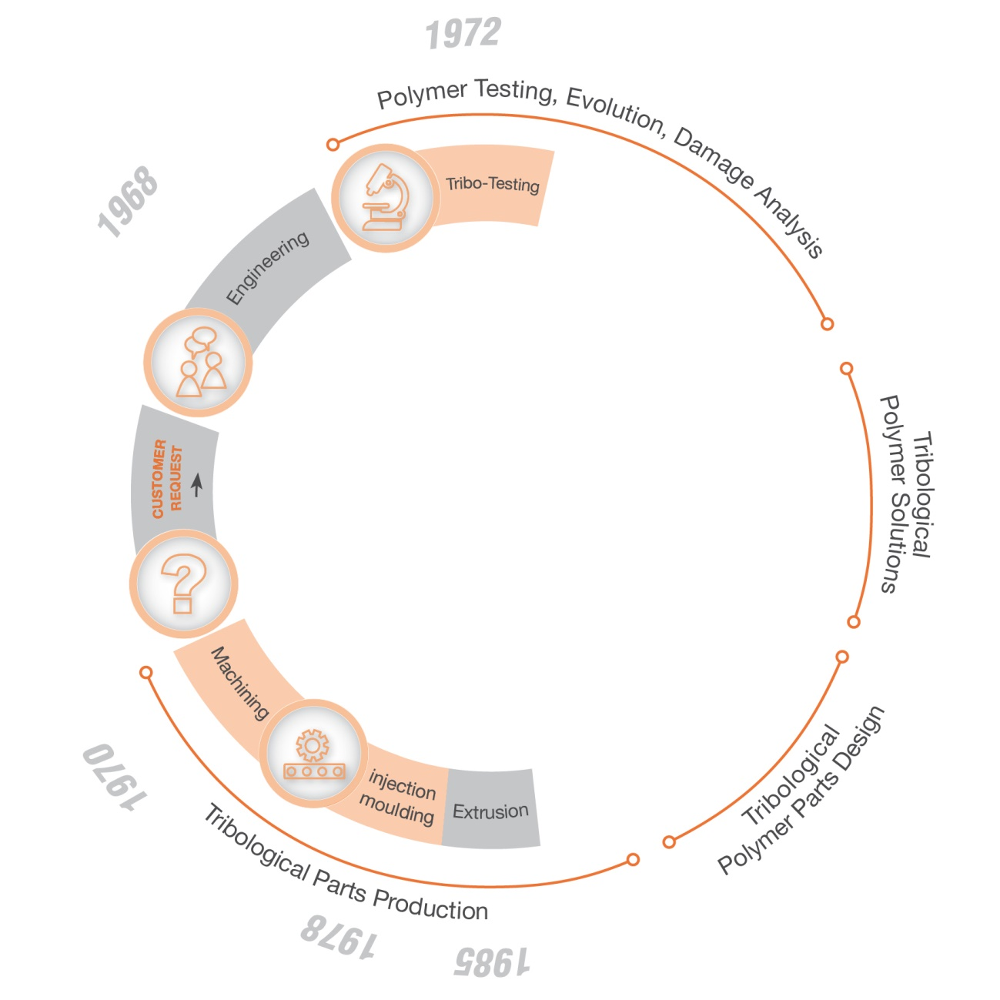 1972
Polymer Testing, Evolution, Damage Analysis
Tribo-Testing
1968
Engineering
CUSTOMER
REQUEST
Tribological
Polymer Solutions
Machining
injection
moulding
Extrusion
Tribological
Polymer Parts Design
1970
Tribological Parts Production
1978
1985